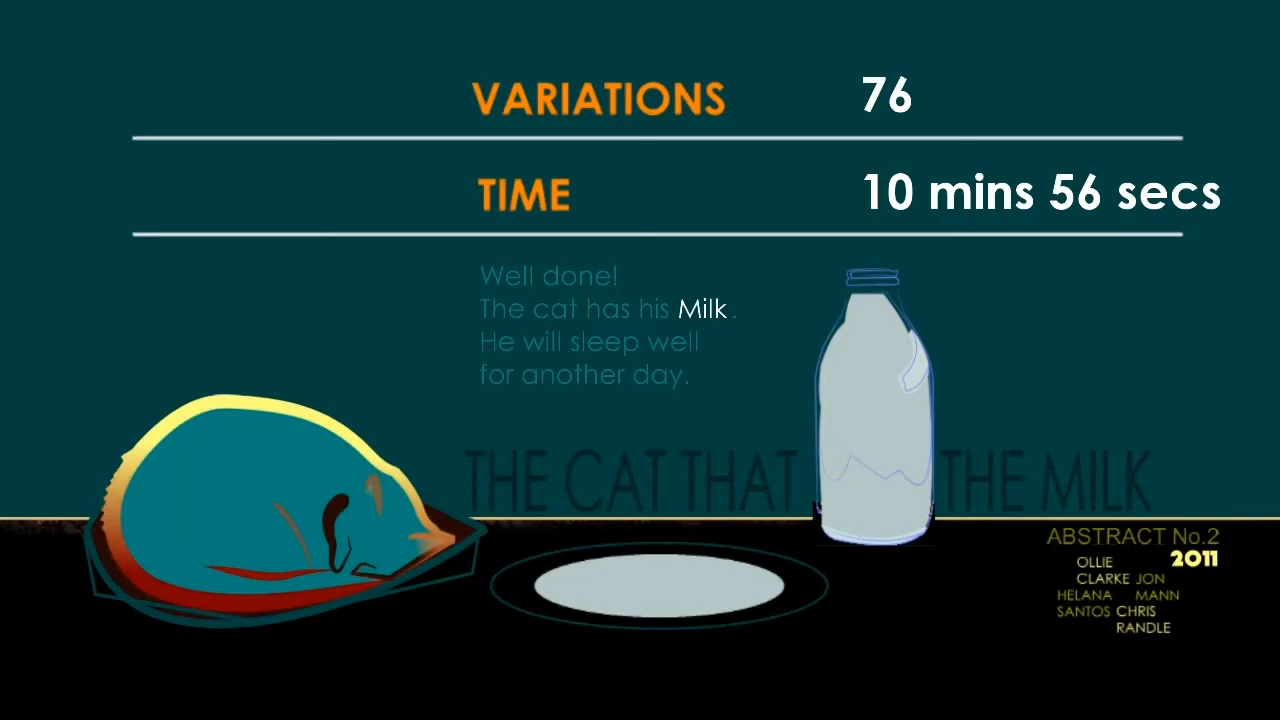 VARIATIONS 76
TIME 10 mins 56 secs
Well done!
The cat has his Milk.
He will sleep well
for another day.
THE CAT THAT THE MILK
ABSTRACT No.2
2011
OLLIE
CLARKE JON
HELANA MANN
SANTOS CHRIS
RANDLE